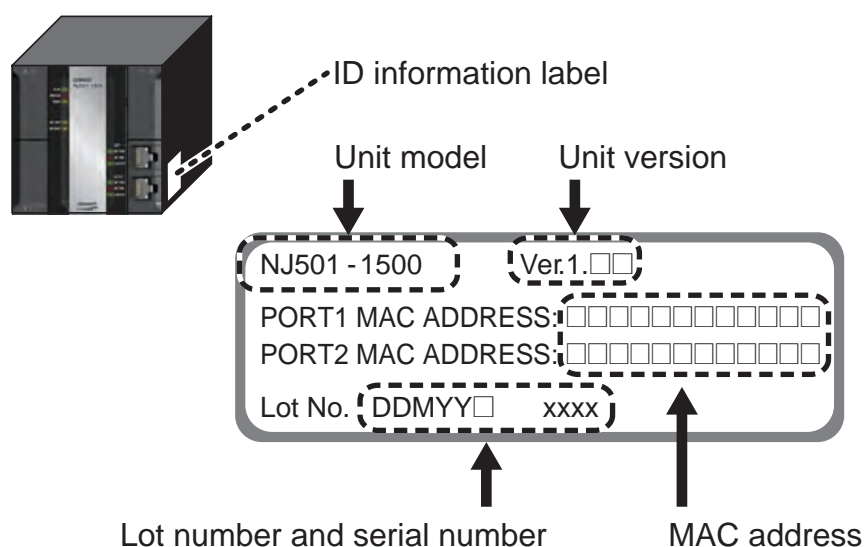 ID information label
Unit model Unit version
NJ501-1500 Ver.1.□□
PORT1 MAC ADDRESS:□□□□□□□□□□□□
PORT2 MAC ADDRESS:□□□□□□□□□□□□
Lot No. DDMYY□ xxxx
Lot number and serial number MAC address